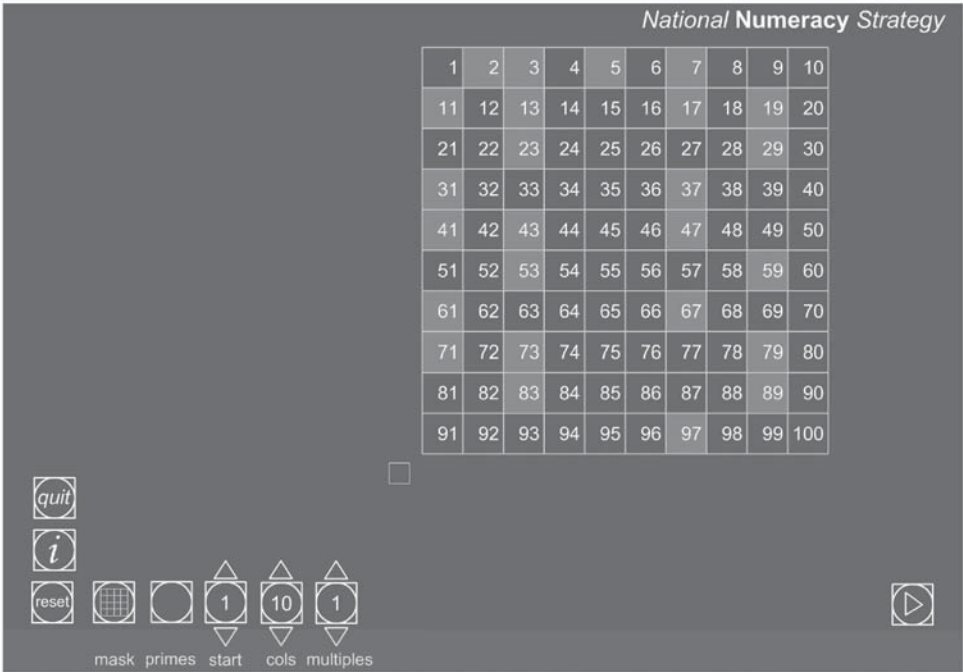 National Numeracy Strategy
1 2 3 4 5 6 7 8 9 10
11 12 13 14 15 16 17 18 19 20
21 22 23 24 25 26 27 28 29 30
31 32 33 34 35 36 37 38 39 40
41 42 43 44 45 46 47 48 49 50
51 52 53 54 55 56 57 58 59 60
61 62 63 64 65 66 67 68 69 70
71 72 73 74 75 76 77 78 79 80
81 82 83 84 85 86 87 88 89 90
91 92 93 94 95 96 97 98 99 100
quit
i
reset 1 10 1
mask primes start cols multiples